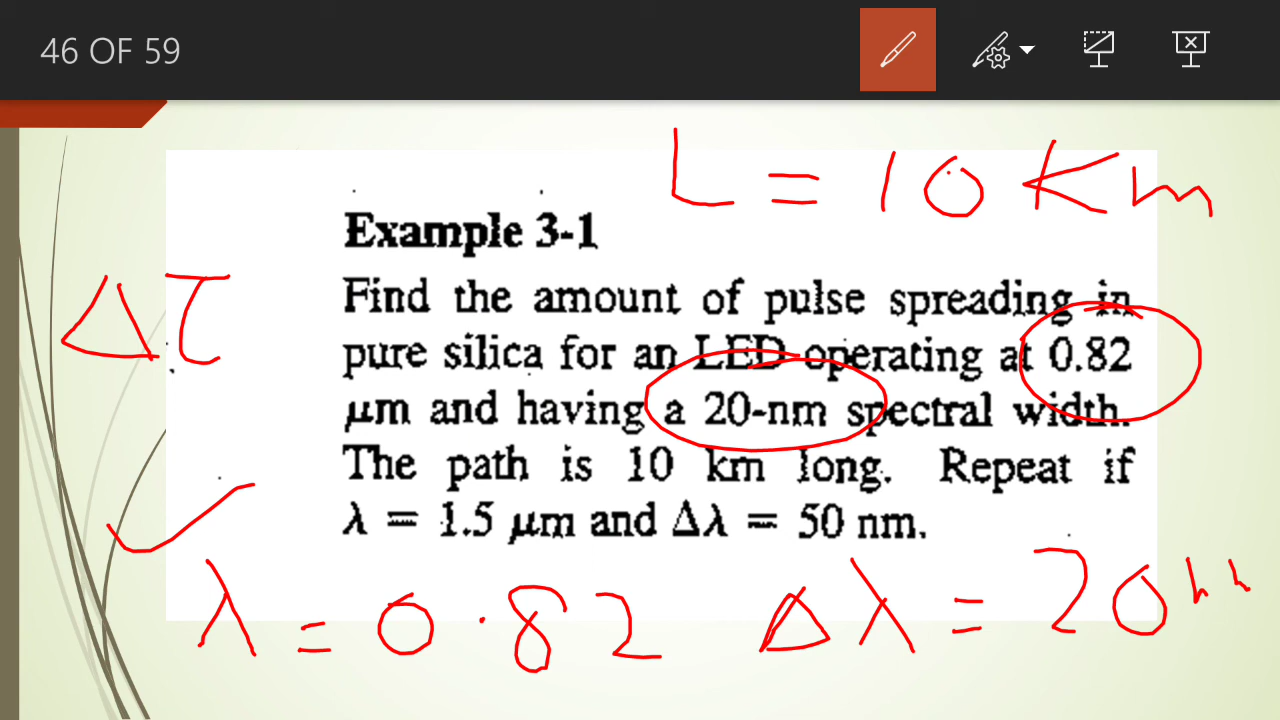 46 OF 59
L = 10 Km
Example 3-1
Δτ
Find the amount of pulse spreading in
pure silica for an LED operating at 0.82
μm and having a 20-nm spectral width.
The path is 10 km long. Repeat if
λ = 1.5 μm and Δλ = 50 nm.
λ = 0.82 Δλ = 20